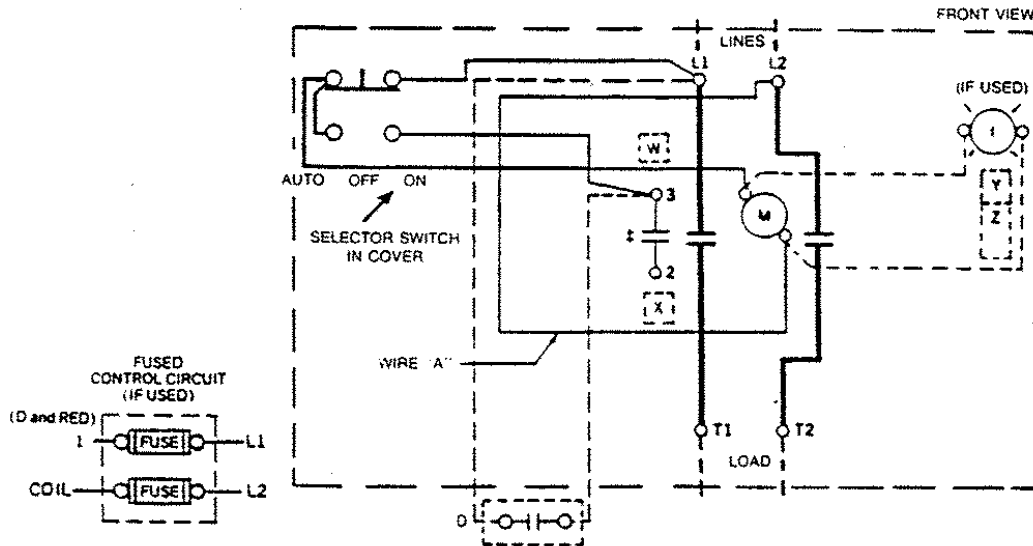 FRONT VIEW
LINES
L1 L2
(IF USED)
I
W
AUTO OFF ON
3
M
Y
Z
SELECTOR SWITCH
IN COVER
‡
2
X
WIRE "A"
FUSED
CONTROL CIRCUIT
(IF USED)
(D and RED)
1 FUSE L1
T1 T2
LOAD
COIL FUSE L2
D